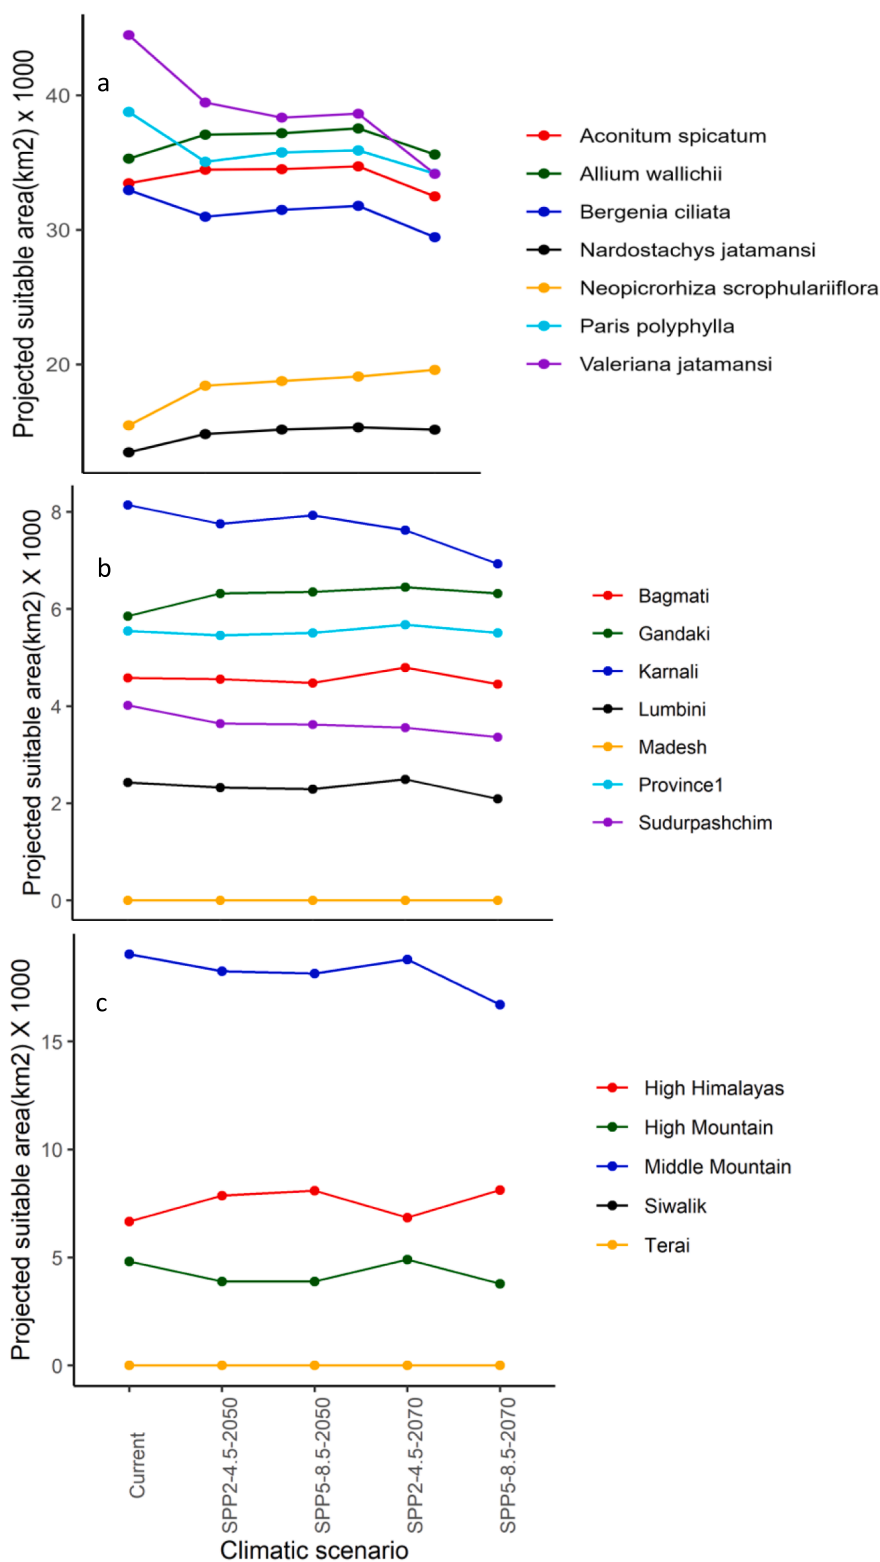 Projected suitable area(km2) x 1000
a
40
30
20
Aconitum spicatum
Allium wallichii
Bergenia ciliata
Nardostachys jatamansi
Neopicrorhiza scrophulariiflora
Paris polyphylla
Valeriana jatamansi
Projected suitable area(km2) X 1000
b
8
6
4
2
0
Bagmati
Gandaki
Karnali
Lumbini
Madesh
Province1
Sudurpashchim
Projected suitable area(km2) X 1000
c
15
10
5
0
High Himalayas
High Mountain
Middle Mountain
Siwalik
Terai
Current
SPP2-4.5-2050
SPP5-8.5-2050
SPP2-4.5-2070
SPP5-8.5-2070
Climatic scenario